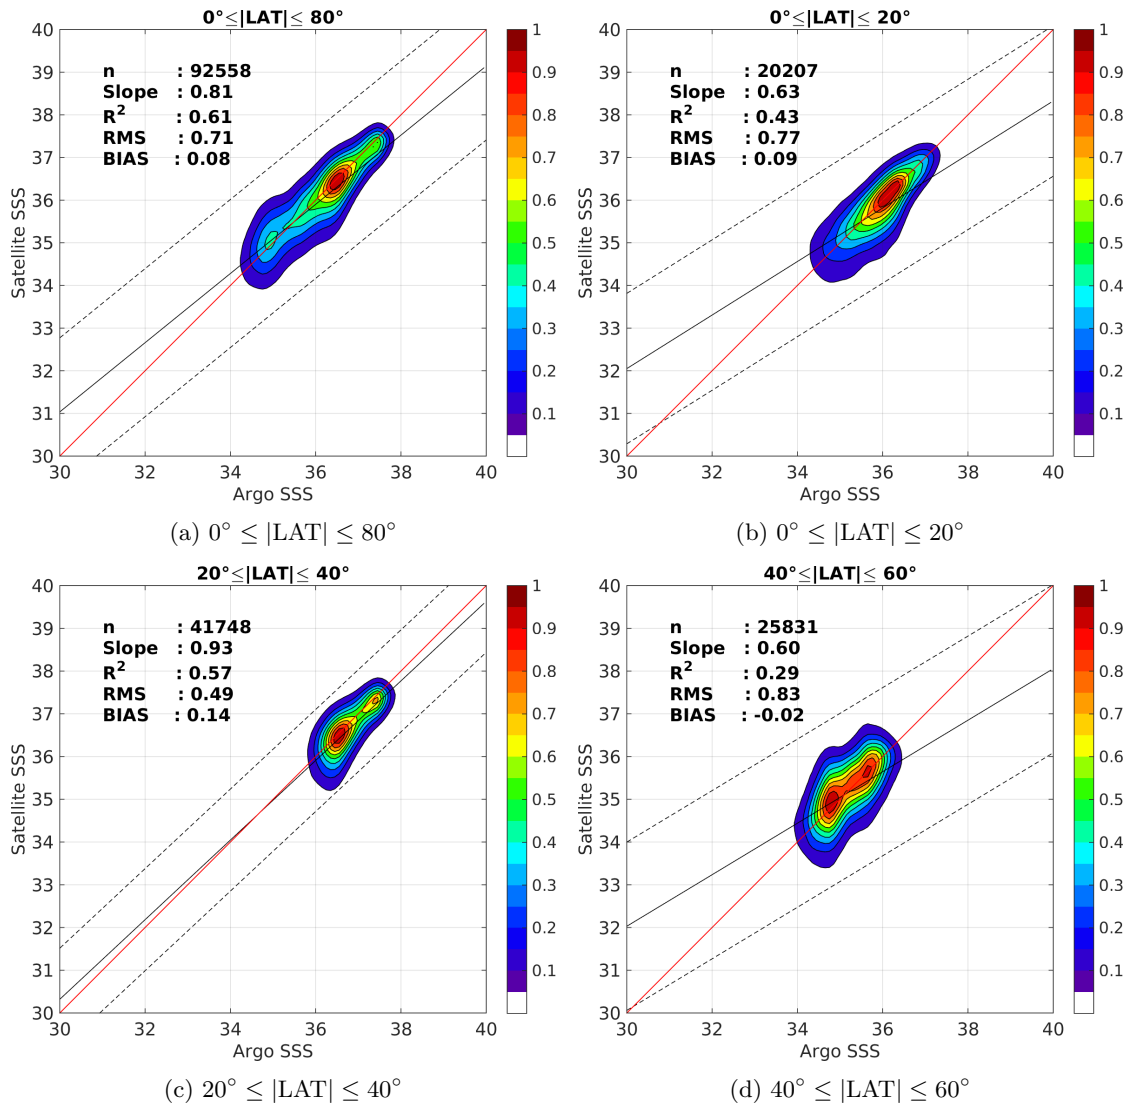 0°≤|LAT|≤ 80°
n : 92558
Slope : 0.81
R² : 0.61
RMS : 0.71
BIAS : 0.08
Satellite SSS
40
39
38
37
36
35
34
33
32
31
30
30 32 34 36 38 40
Argo SSS
1
0.9
0.8
0.7
0.6
0.5
0.4
0.3
0.2
0.1
(a) 0° ≤ |LAT| ≤ 80°
0°≤|LAT|≤ 20°
n : 20207
Slope : 0.63
R² : 0.43
RMS : 0.77
BIAS : 0.09
Satellite SSS
40
39
38
37
36
35
34
33
32
31
30
30 32 34 36 38 40
Argo SSS
1
0.9
0.8
0.7
0.6
0.5
0.4
0.3
0.2
0.1
(b) 0° ≤ |LAT| ≤ 20°
20°≤|LAT|≤ 40°
n : 41748
Slope : 0.93
R² : 0.57
RMS : 0.49
BIAS : 0.14
Satellite SSS
40
39
38
37
36
35
34
33
32
31
30
30 32 34 36 38 40
Argo SSS
1
0.9
0.8
0.7
0.6
0.5
0.4
0.3
0.2
0.1
(c) 20° ≤ |LAT| ≤ 40°
40°≤|LAT|≤ 60°
n : 25831
Slope : 0.60
R² : 0.29
RMS : 0.83
BIAS : -0.02
Satellite SSS
40
39
38
37
36
35
34
33
32
31
30
30 32 34 36 38 40
Argo SSS
1
0.9
0.8
0.7
0.6
0.5
0.4
0.3
0.2
0.1
(d) 40° ≤ |LAT| ≤ 60°